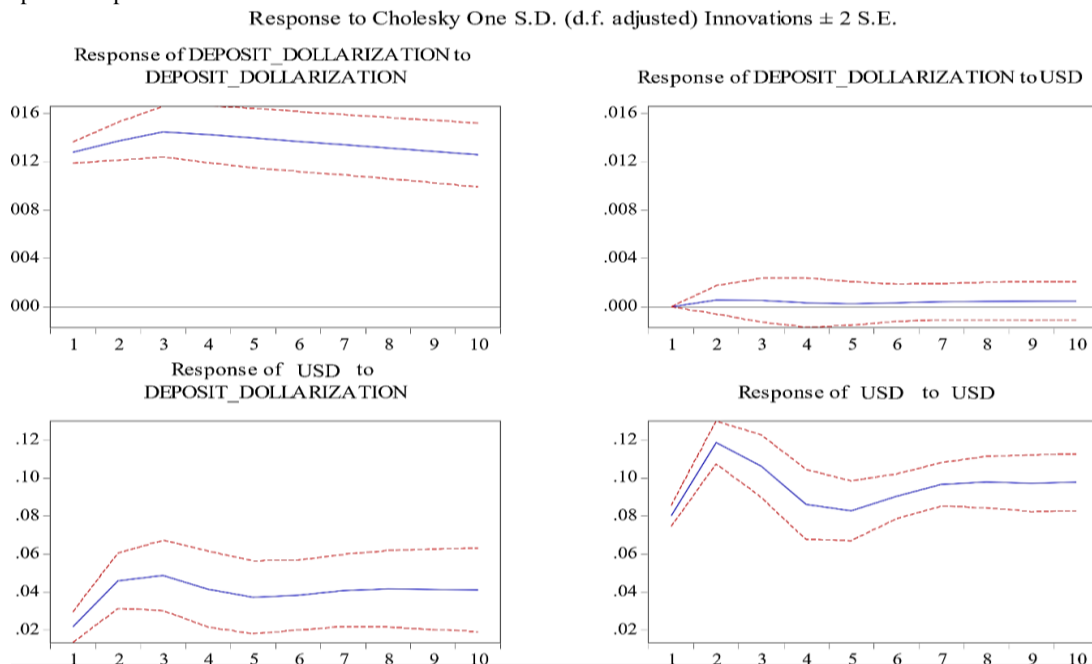 Response to Cholesky One S.D. (d.f. adjusted) Innovations ± 2 S.E.
Response of DEPOSIT_DOLLARIZATION to
DEPOSIT_DOLLARIZATION
016
012
008
004
000
1 2 3 4 5 6 7 8 9 10
Response of DEPOSIT_DOLLARIZATION to USD
.016
.012
.008
.004
.000
1 2 3 4 5 6 7 8 9 10
Response of USD to
DEPOSIT_DOLLARIZATION
.12
.10
.08
.06
.04
.02
1 2 3 4 5 6 7 8 9 10
Response of USD to USD
.12
.10
.08
.06
.04
.02
1 2 3 4 5 6 7 8 9 10